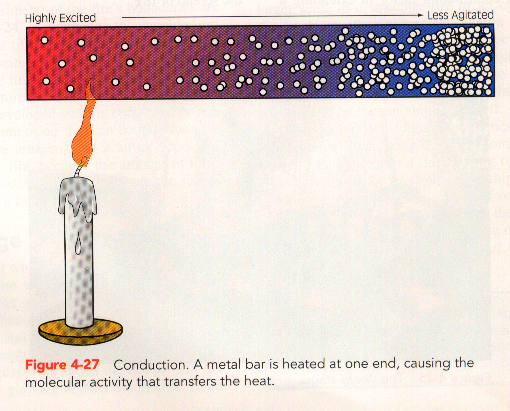 Highly Excited Less Agitated
Figure 4-27 Conduction. A metal bar is heated at one end, causing the
molecular activity that transfers the heat.